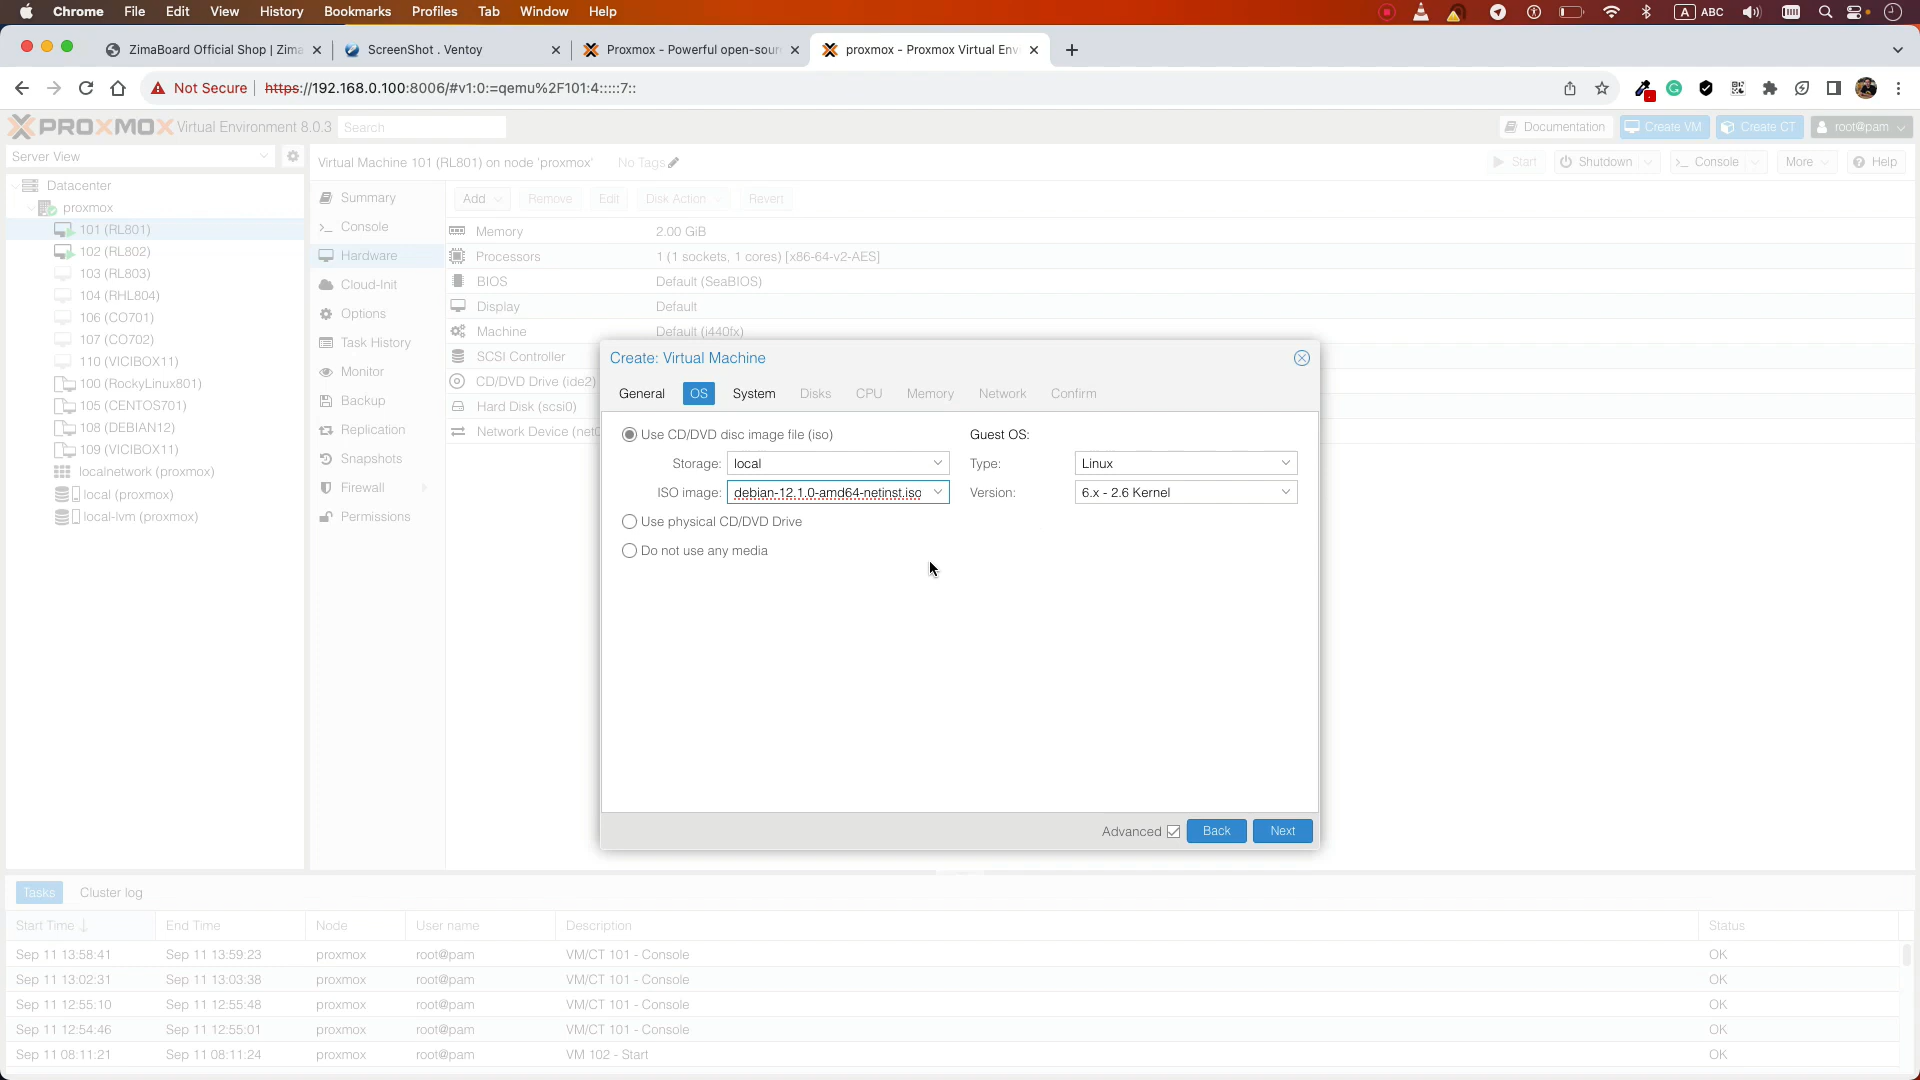 Chrome File Edit View History Bookmarks Profiles Tab Window Help A ABC
ZimaBoard Official Shop | Zima ScreenShot . Ventoy Proxmox - Powerful open-sour proxmox - Proxmox Virtual Env
Not Secure https://192.168.0.100:8006/#v1:0:=qemu%2F101:4:::::7::
PROXMOX Virtual Environment 8.0.3 Search Documentation Create VM Create CT root@pam
Server View
Virtual Machine 101 (RL801) on node 'proxmox' No Tags Start Shutdown Console More Help
Datacenter
proxmox
101 (RL801)
102 (RL802)
103 (RL803)
104 (RHL804)
106 (CO701)
107 (CO702)
110 (VICIBOX11)
100 (RockyLinux801)
105 (CENTOS701)
108 (DEBIAN12)
109 (VICIBOX11)
localnetwork (proxmox)
local (proxmox)
local-lvm (proxmox)
Summary
Console
Hardware
Cloud-Init
Options
Task History
Monitor
Backup
Replication
Snapshots
Firewall
Permissions
Add Remove Edit Disk Action Revert
Memory 2.00 GiB
Processors 1 (1 sockets, 1 cores) [x86-64-v2-AES]
BIOS Default (SeaBIOS)
Display Default
Machine Default (i440fx)
SCSI Controller
CD/DVD Drive (ide2)
Hard Disk (scsi0)
Network Device (net0
Create: Virtual Machine
General OS System Disks CPU Memory Network Confirm
Use CD/DVD disc image file (iso) Guest OS:
Storage: local Type: Linux
ISO image: debian-12.1.0-amd64-netinst.iso Version: 6.x - 2.6 Kernel
Use physical CD/DVD Drive
Do not use any media
Advanced Back Next
Tasks Cluster log
Start Time End Time Node User name Description Status
Sep 11 13:58:41 Sep 11 13:59:23 proxmox root@pam VM/CT 101 - Console OK
Sep 11 13:02:31 Sep 11 13:03:38 proxmox root@pam VM/CT 101 - Console OK
Sep 11 12:55:10 Sep 11 12:55:48 proxmox root@pam VM/CT 101 - Console OK
Sep 11 12:54:46 Sep 11 12:55:01 proxmox root@pam VM/CT 101 - Console OK
Sep 11 08:11:21 Sep 11 08:11:24 proxmox root@pam VM 102 - Start OK